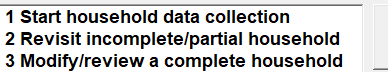 1 Start household data collection
2 Revisit incomplete/partial household
3 Modify/review a complete household